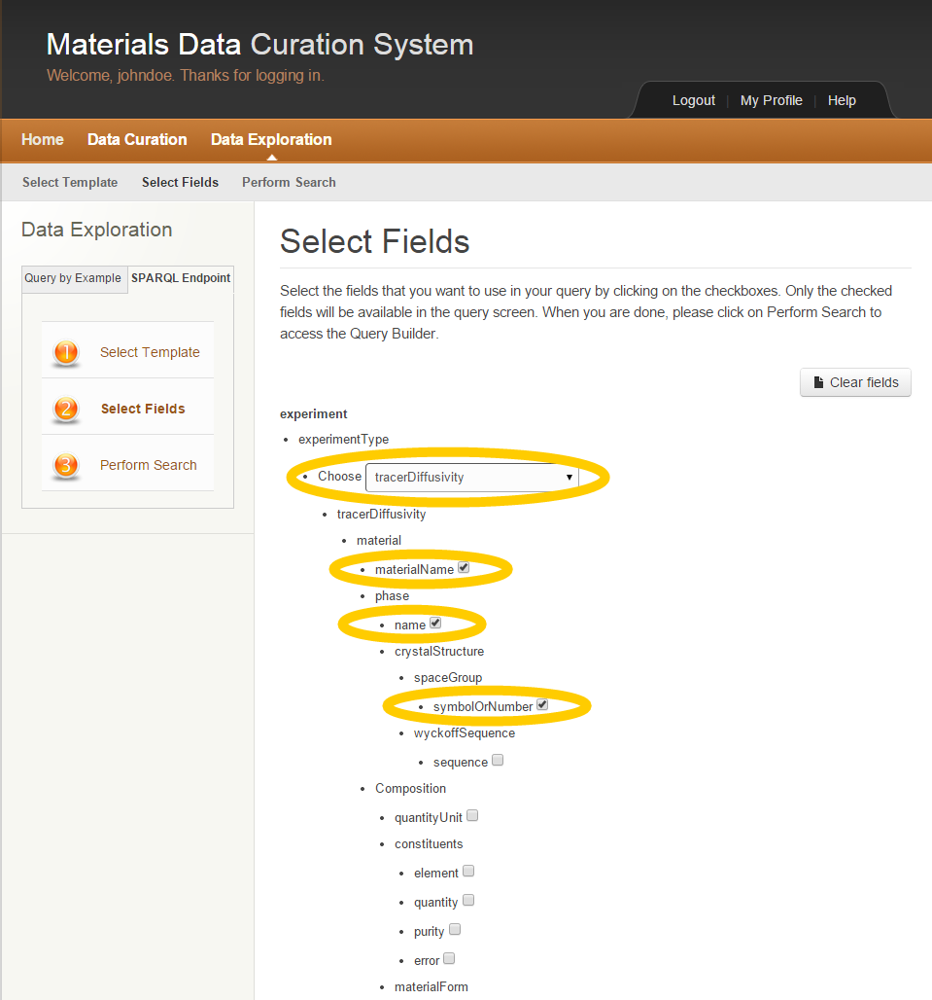 Materials Data Curation System
Welcome, johndoe. Thanks for logging in.
Logout | My Profile | Help
Home Data Curation Data Exploration
Select Template Select Fields Perform Search
Data Exploration
Query by Example SPARQL Endpoint
1 Select Template
2 Select Fields
3 Perform Search
Select Fields
Select the fields that you want to use in your query by clicking on the checkboxes. Only the checked
fields will be available in the query screen. When you are done, please click on Perform Search to
access the Query Builder.
Clear fields
experiment
experimentType
Choose tracerDiffusivity
tracerDiffusivity
material
materialName
phase
name
crystalStructure
spaceGroup
symbolOrNumber
wyckoffSequence
sequence
Composition
quantityUnit
constituents
element
quantity
purity
error
materialForm